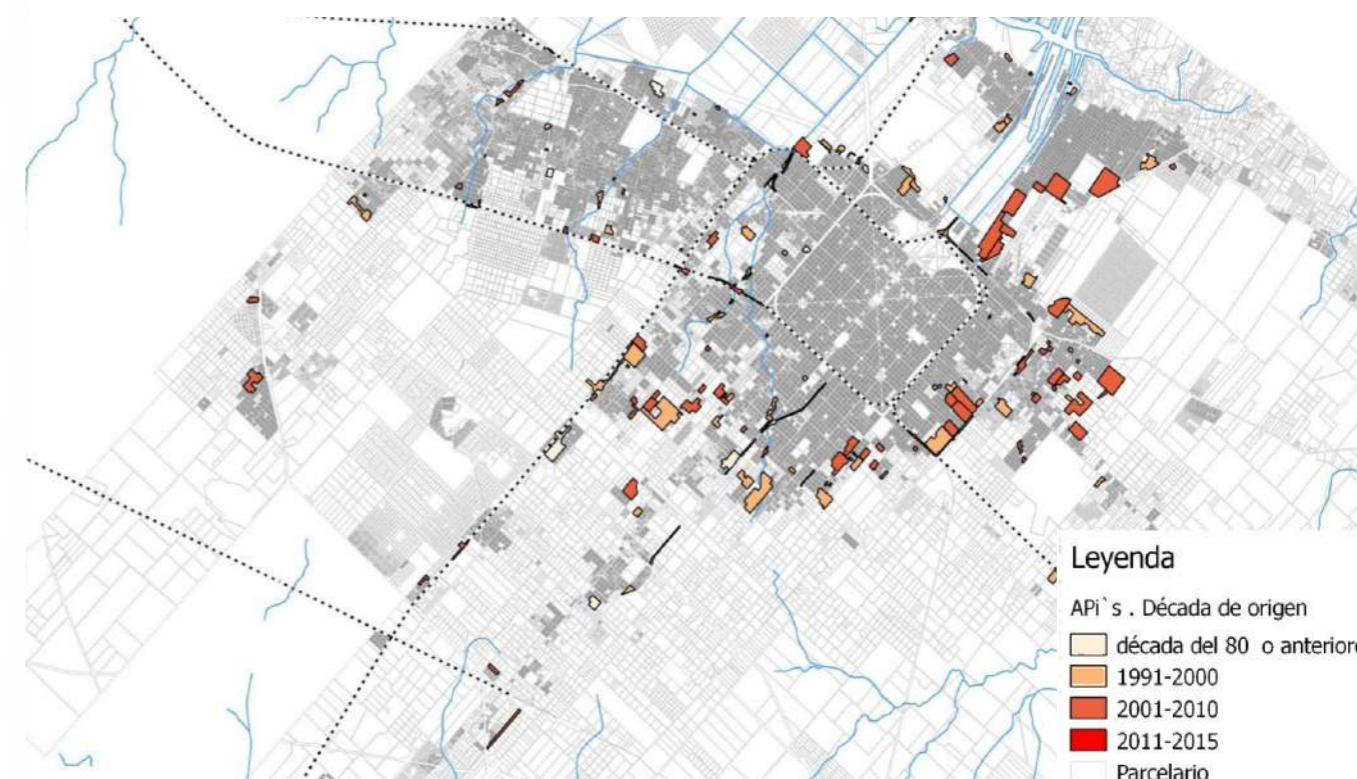 Leyenda
APi`s . Década de origen
década del 80 o anteriore
1991-2000
2001-2010
2011-2015
Parcelario